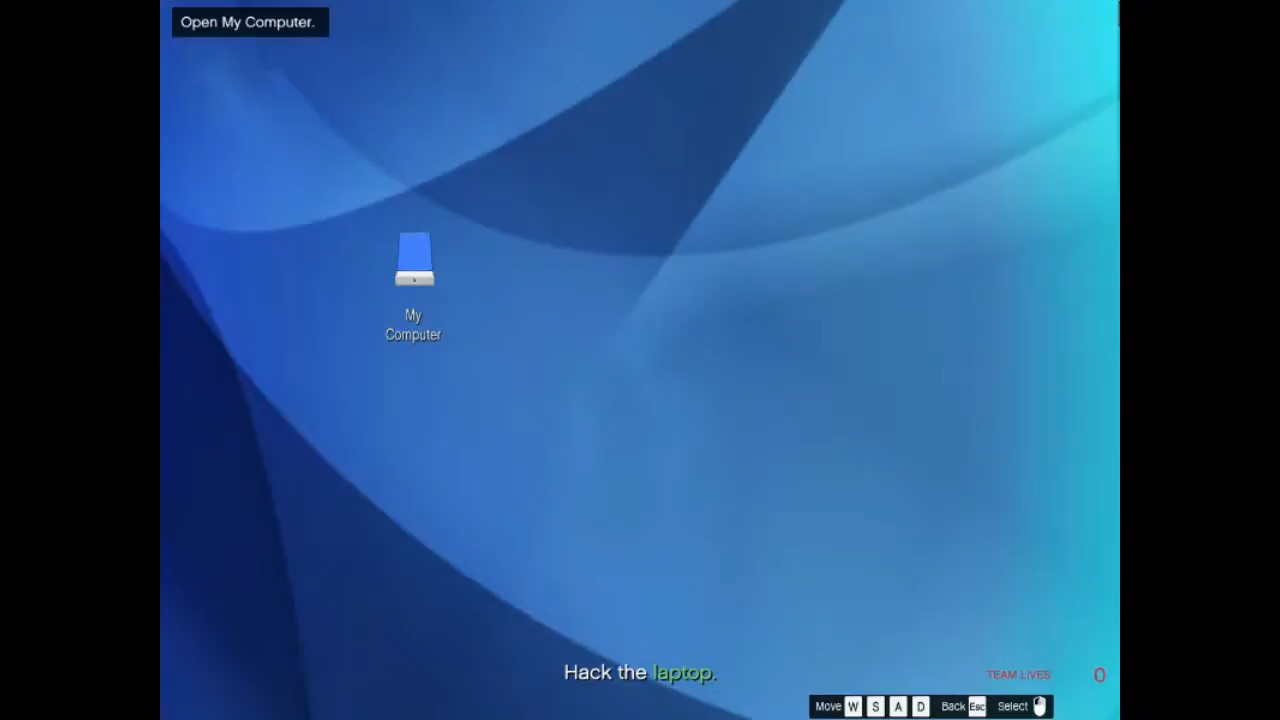 Open My Computer.
My
Computer
Hack the laptop.
TEAM LIVES 0
Move W S A D Back Esc Select